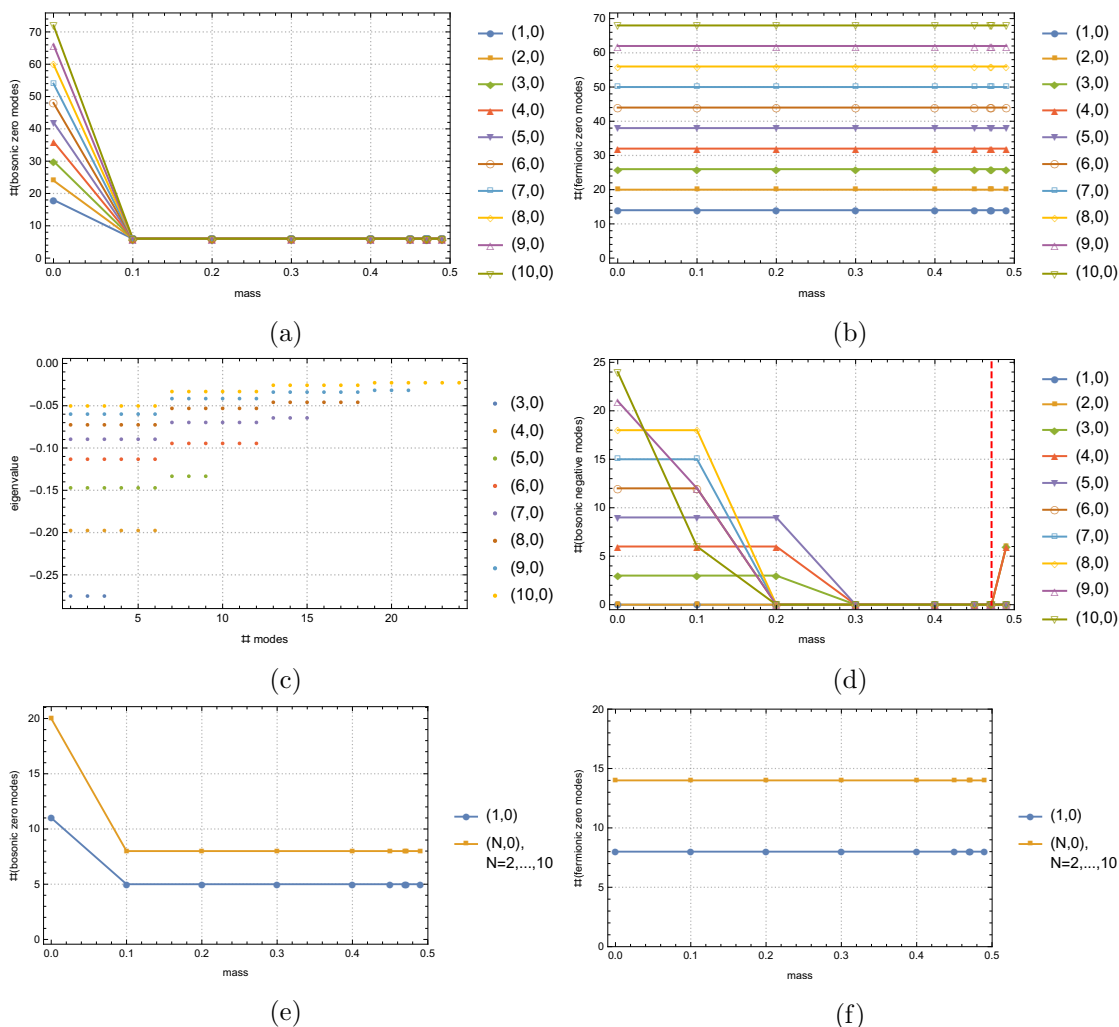 70
60
50
40
30
20
10
0
0.0 0.1 0.2 0.3 0.4 0.5
mass
⌗(bosonic zero modes)
(1,0)
(2,0)
(3,0)
(4,0)
(5,0)
(6,0)
(7,0)
(8,0)
(9,0)
(10,0)
(a)
70
60
50
40
30
20
10
0
0.0 0.1 0.2 0.3 0.4 0.5
mass
⌗(fermionic zero modes)
(1,0)
(2,0)
(3,0)
(4,0)
(5,0)
(6,0)
(7,0)
(8,0)
(9,0)
(10,0)
(b)
0.00
−0.05
−0.10
−0.15
−0.20
−0.25
5 10 15 20
⌗ modes
eigenvalue
(3,0)
(4,0)
(5,0)
(6,0)
(7,0)
(8,0)
(9,0)
(10,0)
(c)
25
20
15
10
5
0
0.0 0.1 0.2 0.3 0.4 0.5
mass
⌗(bosonic negative modes)
(1,0)
(2,0)
(3,0)
(4,0)
(5,0)
(6,0)
(7,0)
(8,0)
(9,0)
(10,0)
(d)
20
15
10
5
0
0.0 0.1 0.2 0.3 0.4 0.5
mass
⌗(bosonic zero modes)
(1,0)
(N,0),
N=2,...,10
(e)
20
15
10
5
0
0.0 0.1 0.2 0.3 0.4 0.5
mass
⌗(fermionic zero modes)
(1,0)
(N,0),
N=2,...,10
(f)